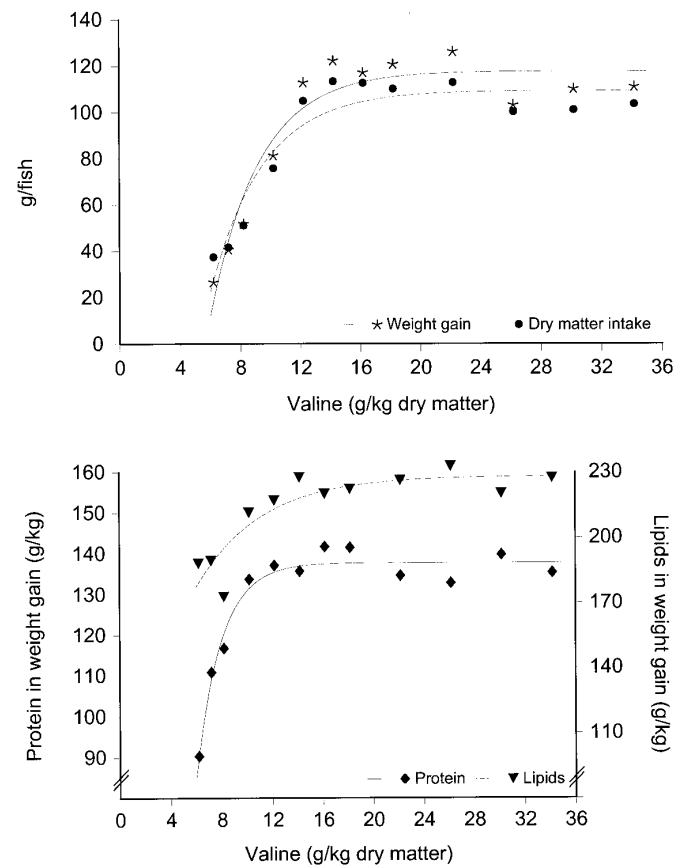 140
120
100
80
60
40
20
0
g/fish
Weight gain
Dry matter intake
0 4 8 12 16 20 24 28 32 36
Valine (g/kg dry matter)
160
150
140
130
120
110
100
90
Protein in weight gain (g/kg)
230
200
170
140
110
Lipids in weight
gain (g/kg)
Protein
Lipids
0 4 8 12 16 20 24 28 32 36
Valine (g/kg dry matter)